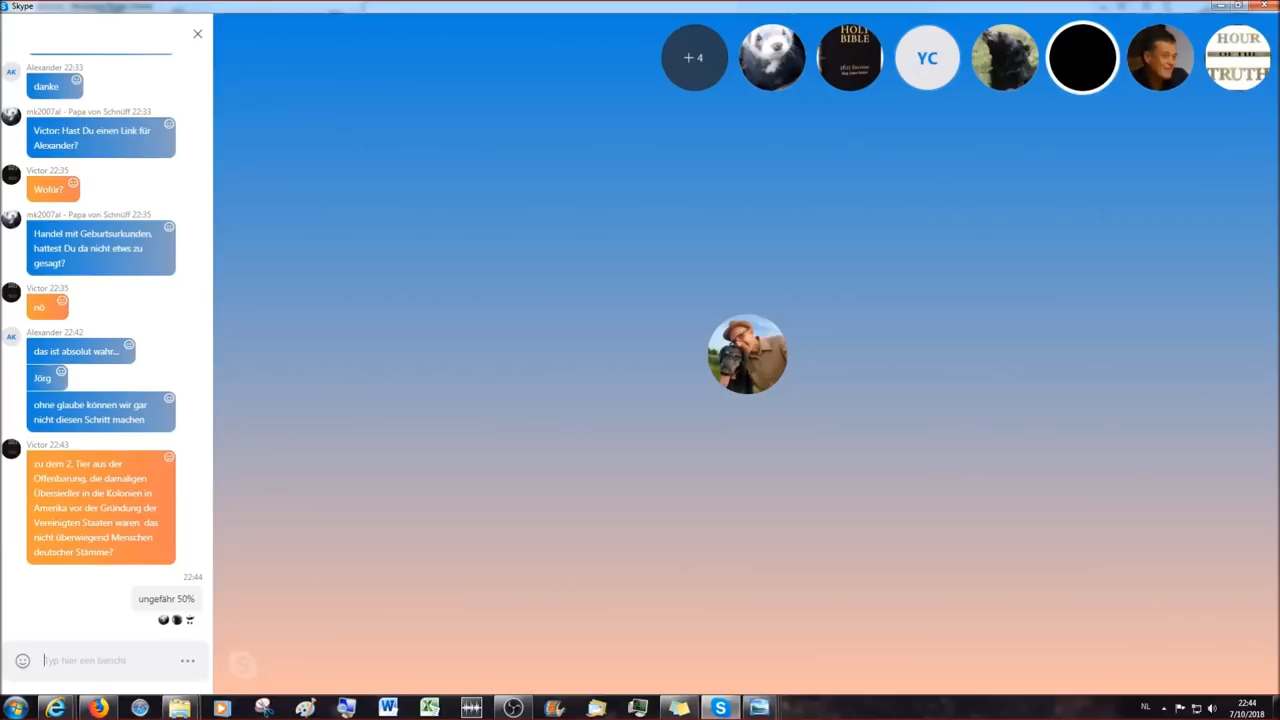 Skype
Alexander 22:33
AK
danke
mk2007al - Papa von Schnüff 22:33
Victor: Hast Du einen Link für
Alexander?
Victor 22:35
Wofür?
mk2007al - Papa von Schnüff 22:35
Handel mit Geburtsurkunden,
hattest Du da nicht etws zu
gesagt?
Victor 22:35
nö
Alexander 22:42
AK
das ist absolut wahr...
Jörg
ohne glaube können wir gar
nicht diesen Schritt machen
Victor 22:43
zu dem 2. Tier aus der
Offenbarung, die damaligen
Übersiedler in die Kolonien in
Amerika vor der Gründung der
Vereinigten Staaten waren das
nicht überwiegend Menschen
deutscher Stämme?
22:44
ungefähr 50%
Typ hier een bericht
+ 4
HOLY
BIBLE
YC
HOUR
OF THE
TRUTH
NL
22:44
7/10/2018